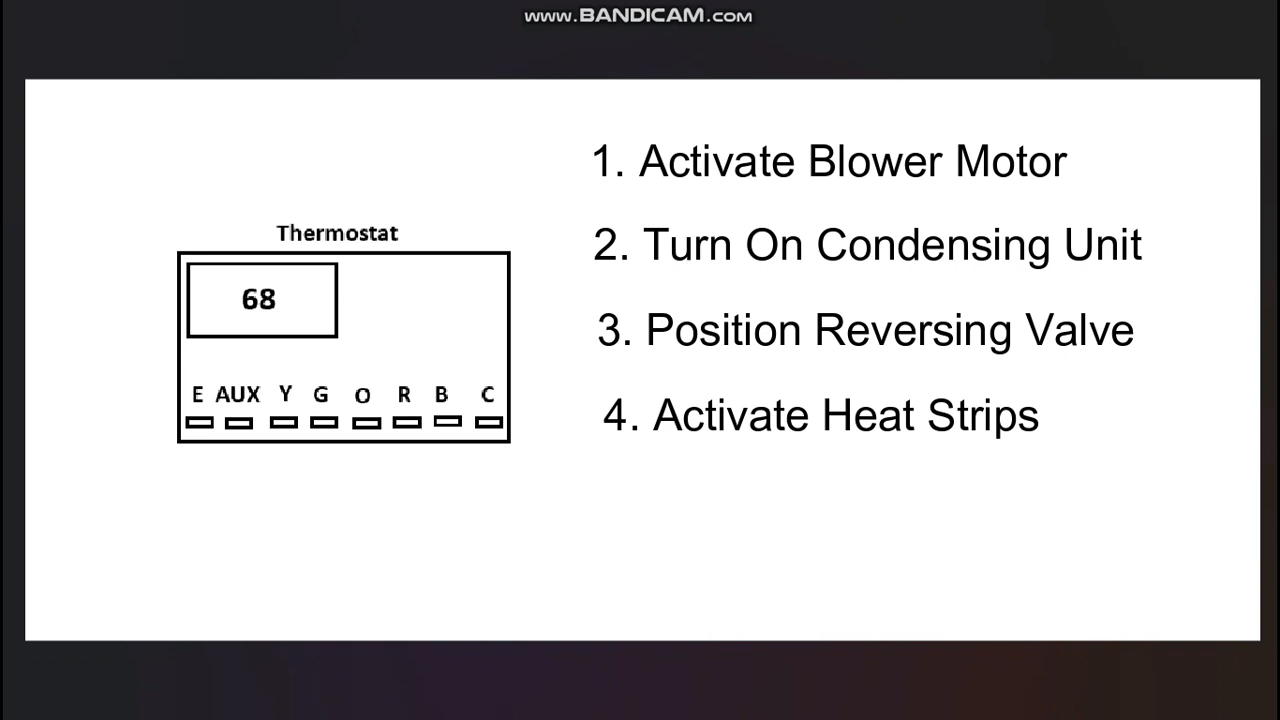 www.BANDICAM.com
1. Activate Blower Motor
2. Turn On Condensing Unit
3. Position Reversing Valve
4. Activate Heat Strips
Thermostat
68
E AUX Y G O R B C